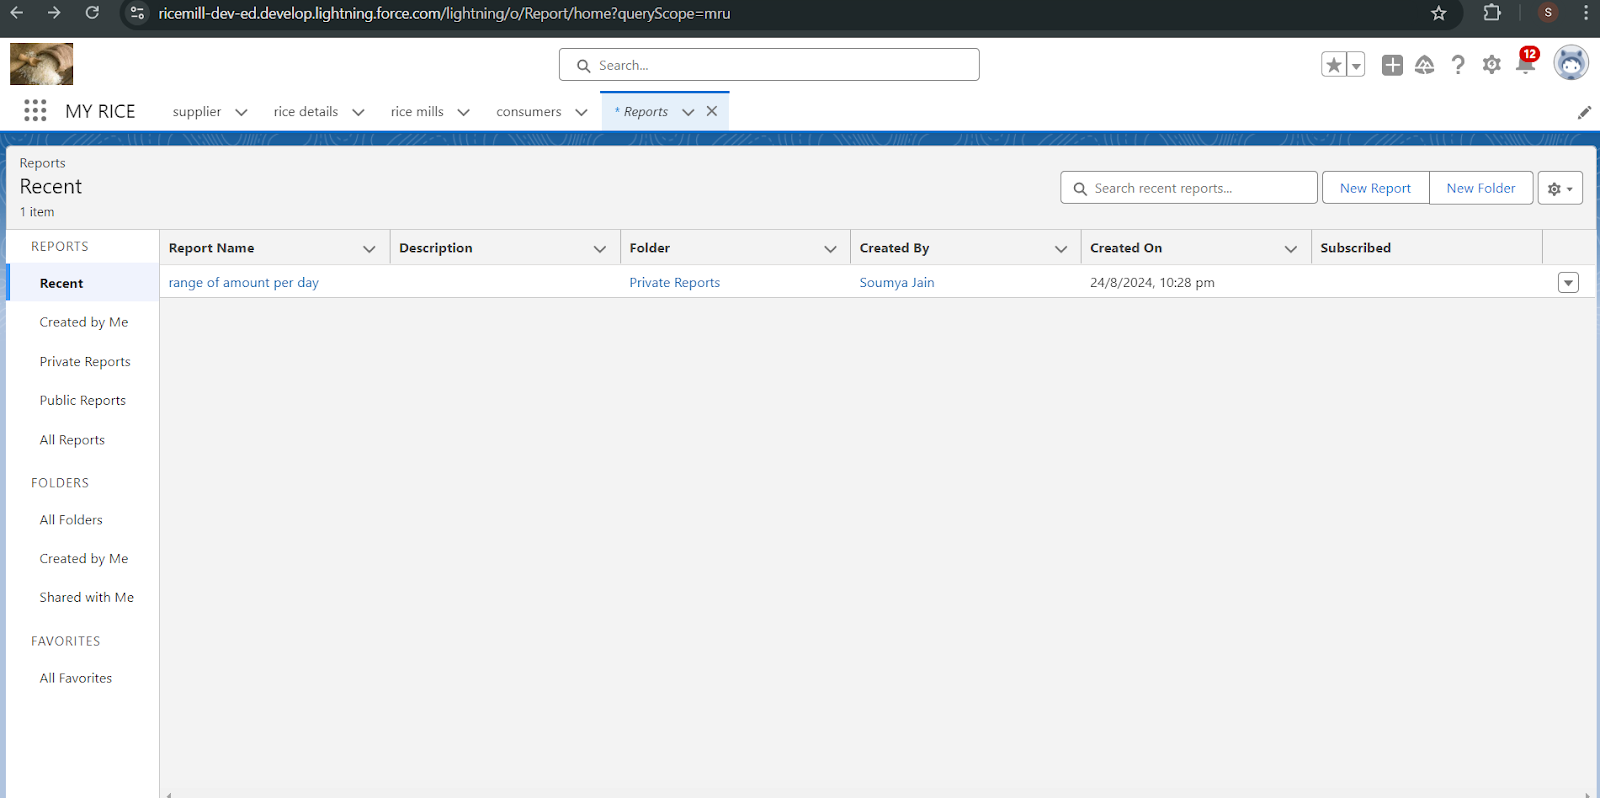 ricemill-dev-ed.develop.lightning.force.com/lightning/o/Report/home?queryScope=mru
S
Search...
12
MY RICE
supplier
rice details
rice mills
consumers
* Reports
Reports
Recent
1 item
Search recent reports...
New Report
New Folder
REPORTS
Report Name
Description
Folder
Created By
Created On
Subscribed
Recent
range of amount per day
Private Reports
Soumya Jain
24/8/2024, 10:28 pm
Created by Me
Private Reports
Public Reports
All Reports
FOLDERS
All Folders
Created by Me
Shared with Me
FAVORITES
All Favorites